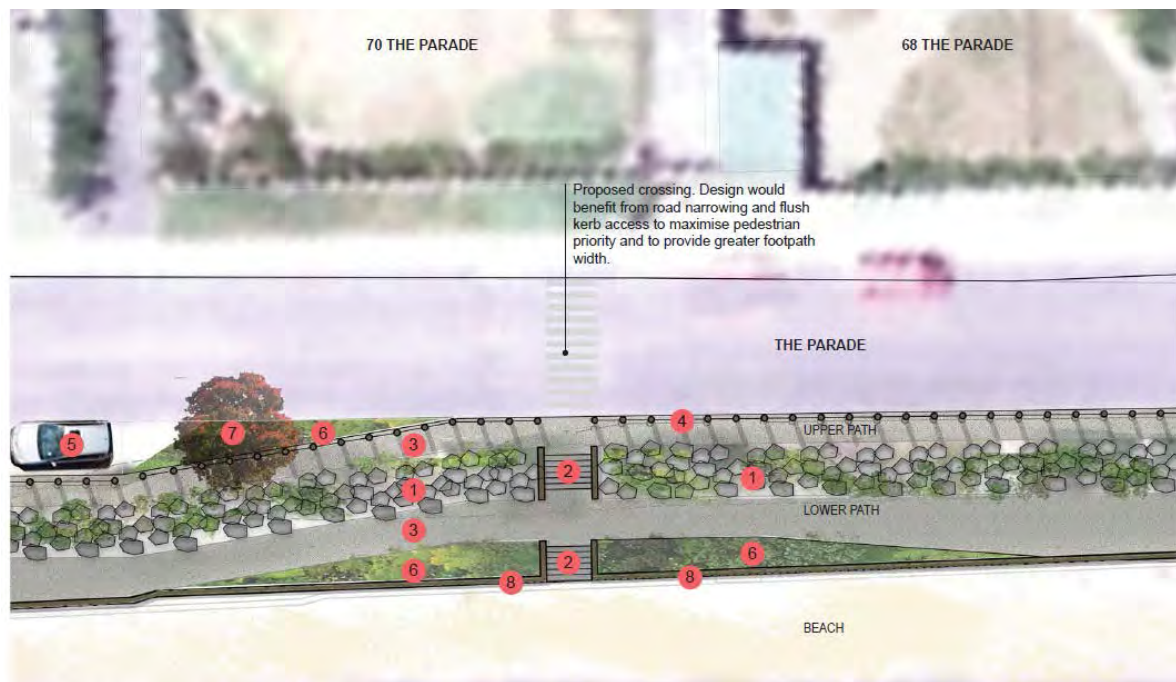 70 THE PARADE
68 THE PARADE
Proposed crossing. Design would
benefit from road narrowing and flush
kerb access to maximise pedestrian
priority and to provide greater footpath
width.
THE PARADE
5
7
6
3
4
UPPER PATH
2
1
1
LOWER PATH
3
6
2
6
8
8
BEACH